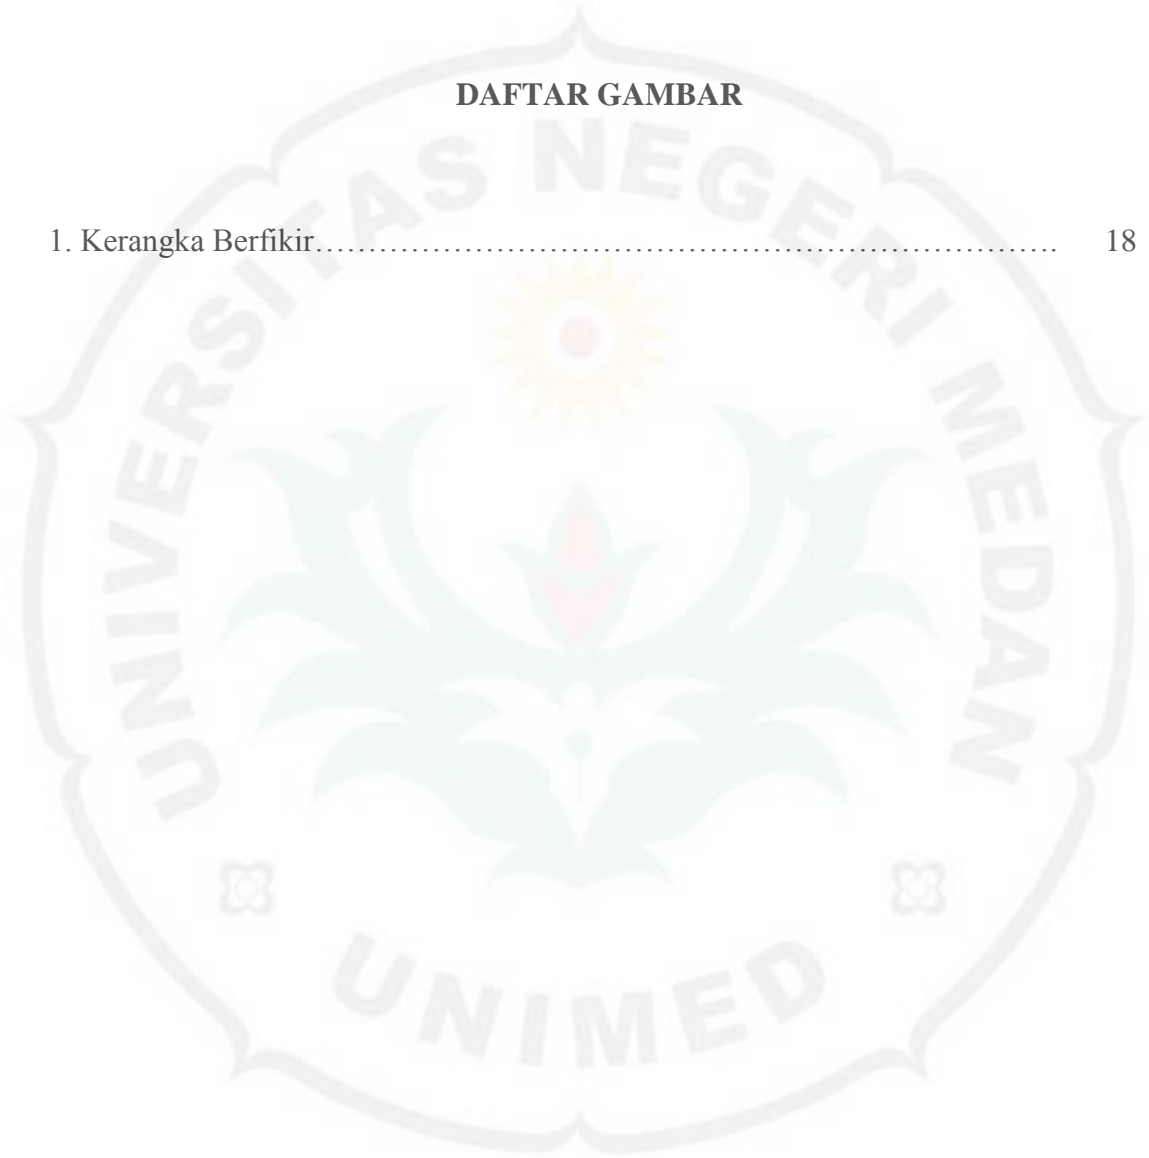 DAFTAR GAMBAR
1. Kerangka Berfikir……………………………………………………………. 18
UNIVERSITAS NEGERI MEDAN
UNIMED